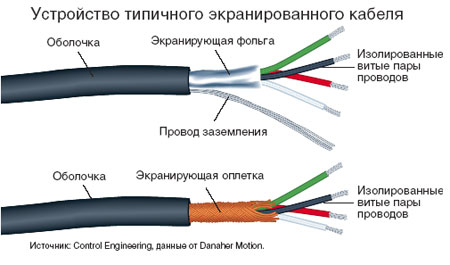 Устройство типичного экранированного кабеля
Оболочка
Экранирующая фольга
Изолированные
витые пары
проводов
Провод заземления
Оболочка
Экранирующая оплетка
Изолированные
витые пары
проводов
Источник: Control Engineering, данные от Danaher Motion.